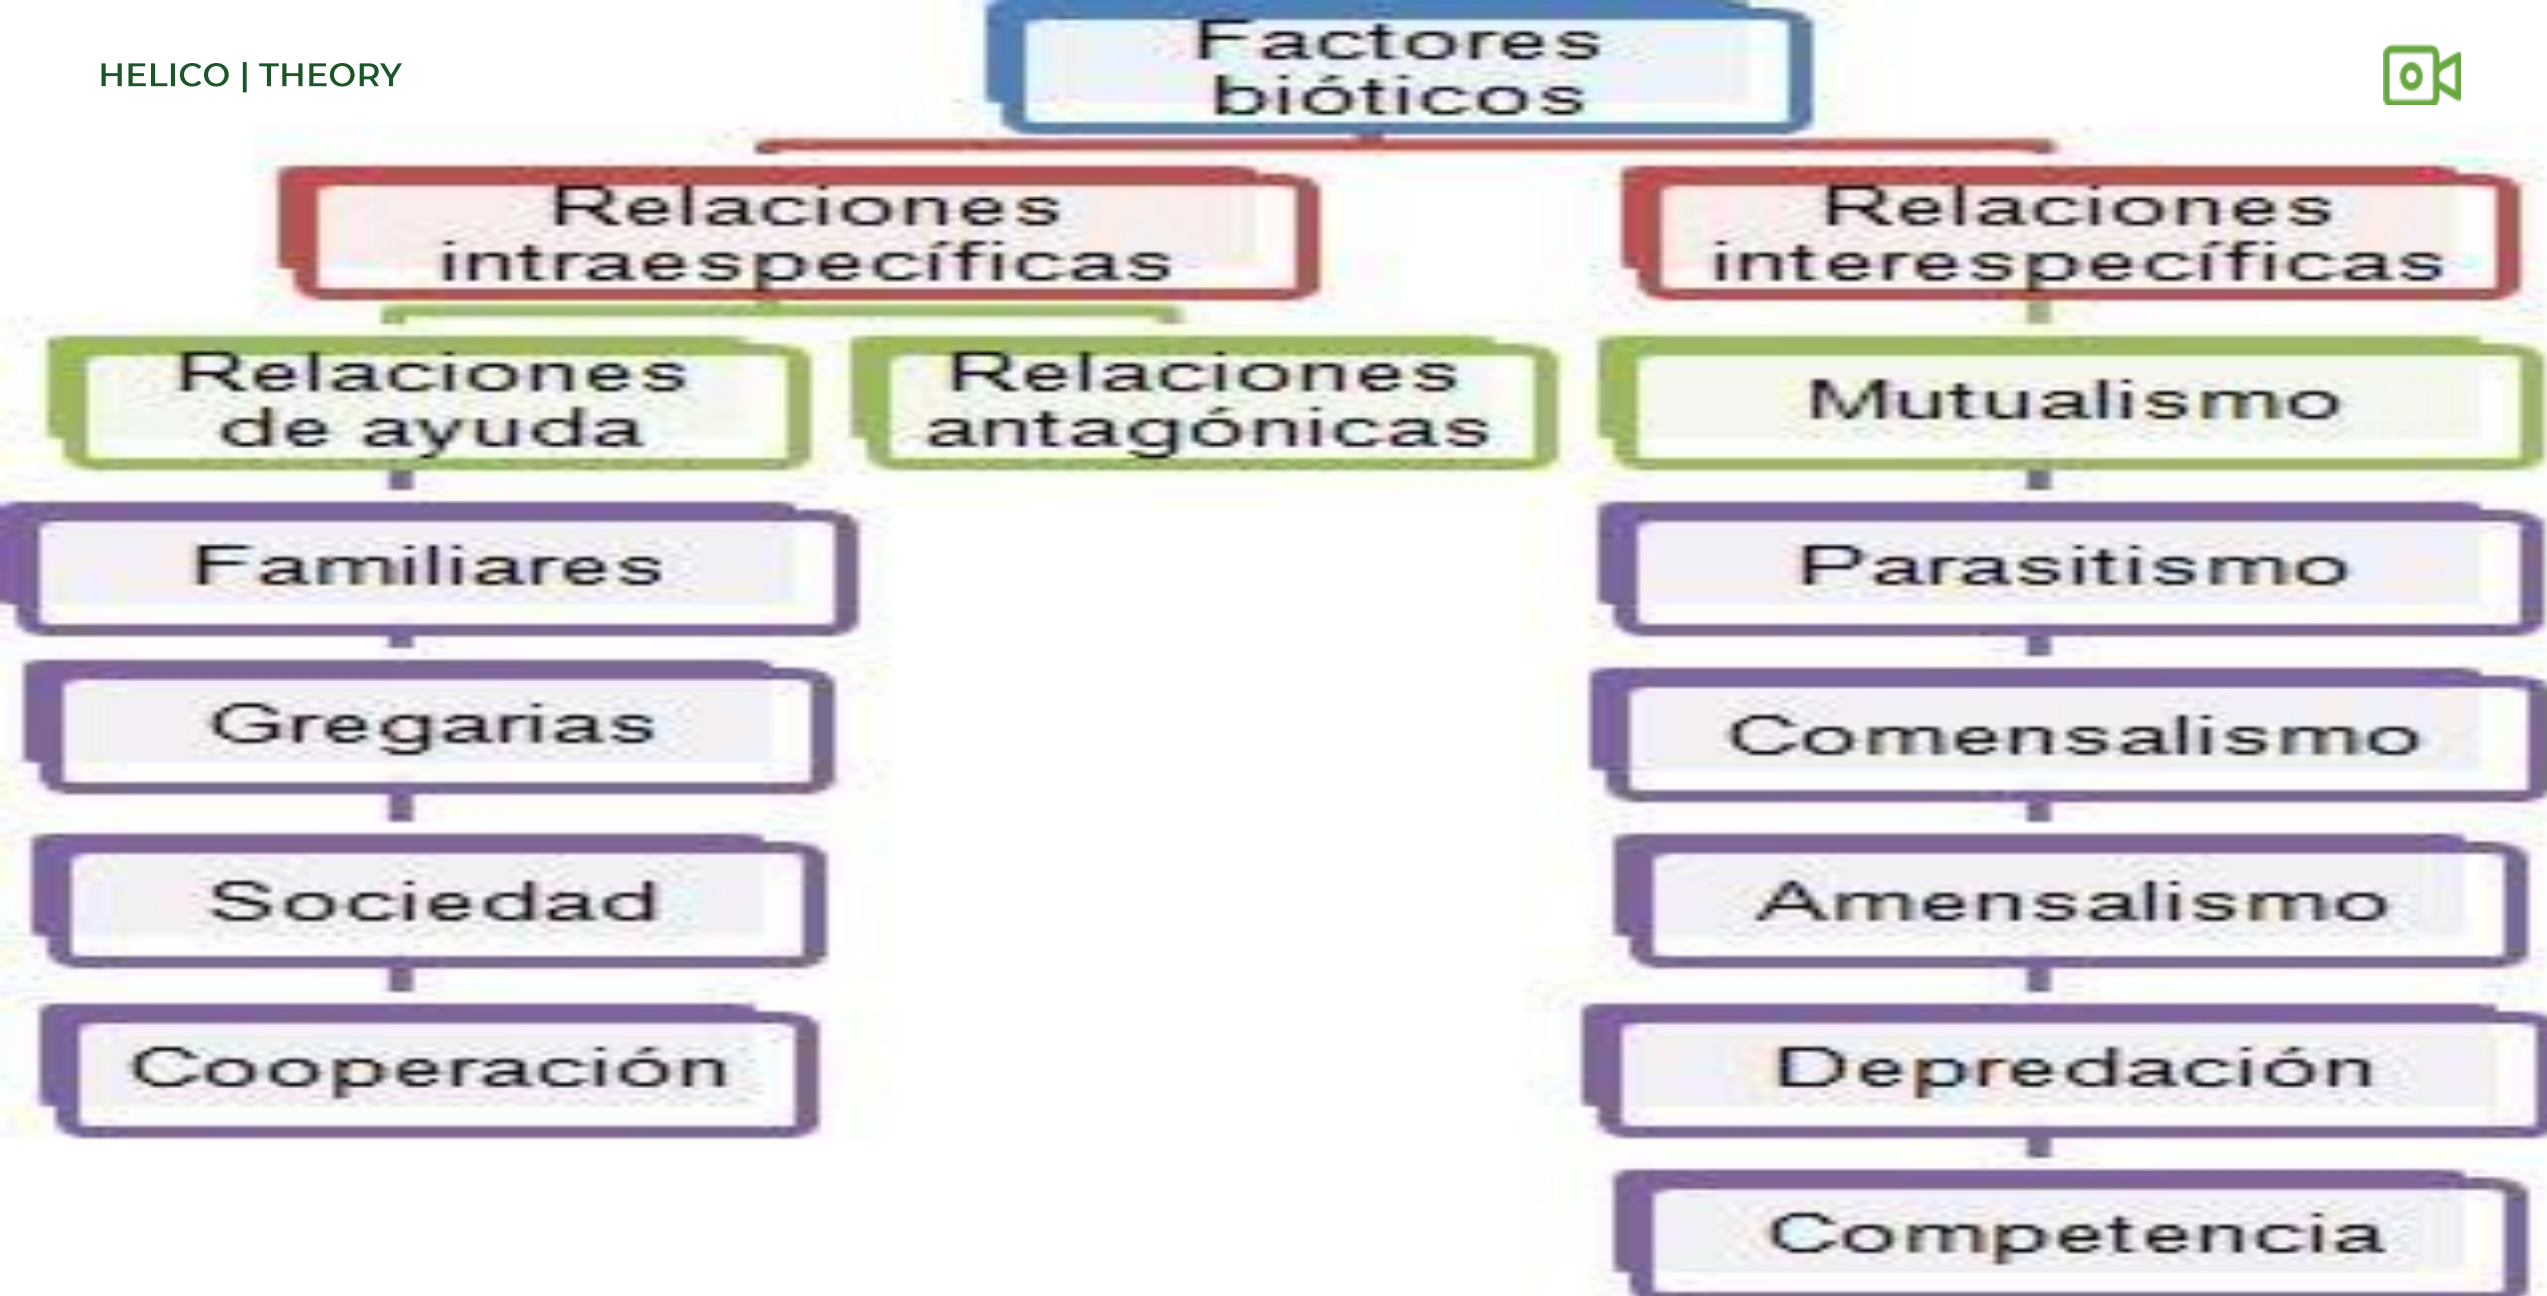 HELICO | THEORY
Factores
bióticos
Relaciones
intraespecíficas
Relaciones
interespecíficas
Relaciones
de ayuda
Relaciones
antagónicas
Mutualismo
Familiares
Parasitismo
Gregarias
Comensalismo
Sociedad
Amensalismo
Cooperación
Depredación
Competencia